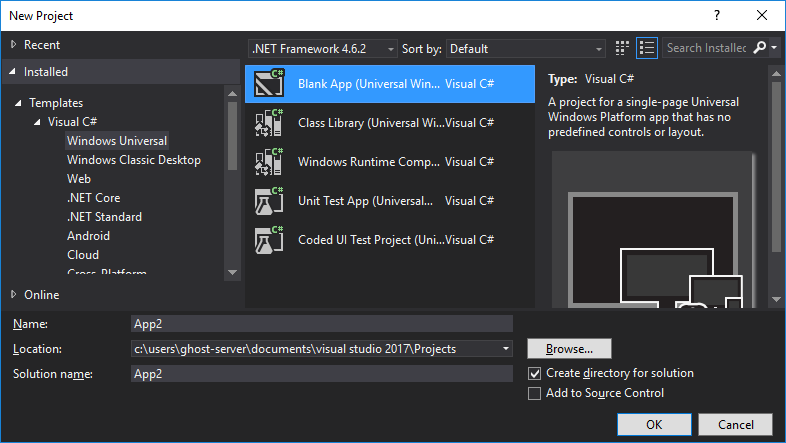 New Project
Recent
.NET Framework 4.6.2 Sort by: Default Search Installed
Installed
Templates
Visual C#
Windows Universal
Windows Classic Desktop
Web
.NET Core
.NET Standard
Android
Cloud
Cross-Platform
Online
Blank App (Universal Win... Visual C#
Class Library (Universal Wi... Visual C#
Windows Runtime Comp... Visual C#
Unit Test App (Universal... Visual C#
Coded UI Test Project (Uni... Visual C#
Type: Visual C#
A project for a single-page Universal
Windows Platform app that has no
predefined controls or layout.
Name: App2
Location: c:\users\ghost-server\documents\visual studio 2017\Projects
Browse...
Solution name: App2
Create directory for solution
Add to Source Control
OK Cancel